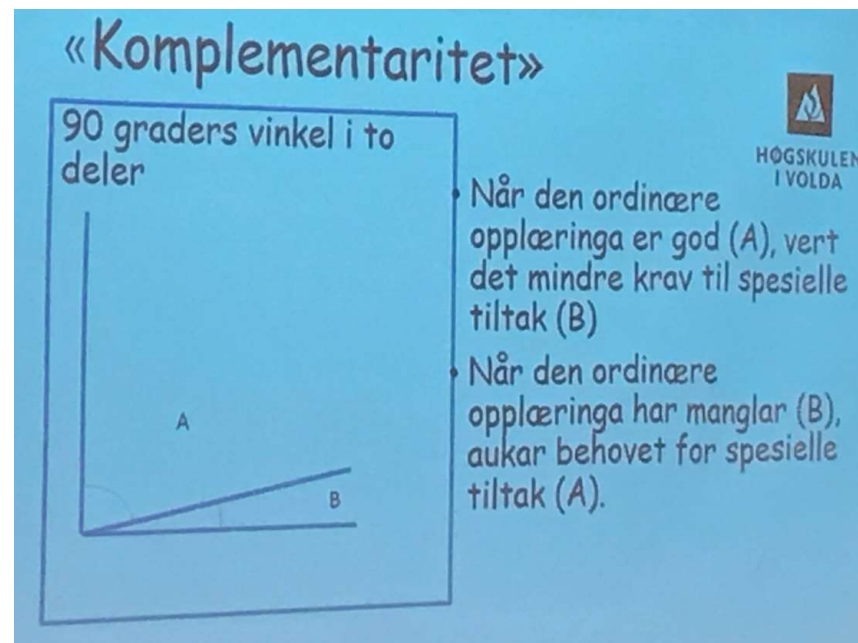 «Komplementaritet»
90 graders vinkel i to
deler
A
B
HØGSKULEN
I VOLDA
• Når den ordinære
opplæringa er god (A), vert
det mindre krav til spesielle
tiltak (B)
• Når den ordinære
opplæringa har manglar (B),
aukar behovet for spesielle
tiltak (A).